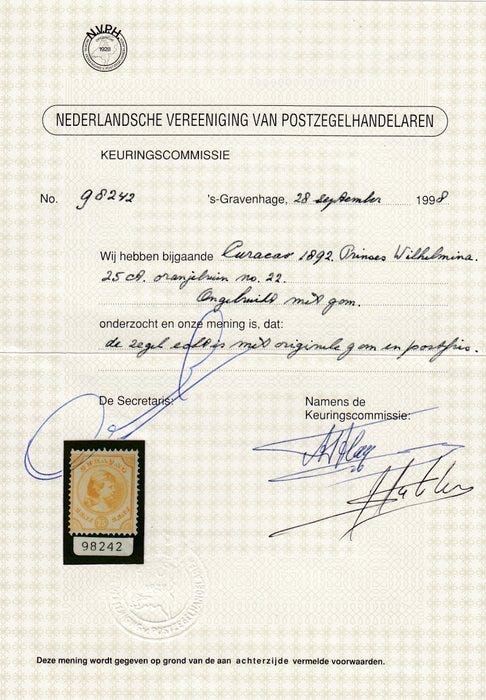 N.V.P.H.
1928
NEDERLANDSCHE VEREENIGING VAN POSTZEGELHANDELAREN
KEURINGSCOMMISSIE
No. 98242 's-Gravenhage, 28 september 1998
Wij hebben bijgaande Curacao 1892. Prinses Wilhelmina.
25 ct. oranjebruin no. 22.
Ongebruikt met gom.
onderzocht en onze mening is, dat:
de zegel echt is met originele gom en postfris.
De Secretaris: Namens de
Keuringscommissie:
CURAÇAO
25
98242
Deze mening wordt gegeven op grond van de aan achterzijde vermelde voorwaarden.